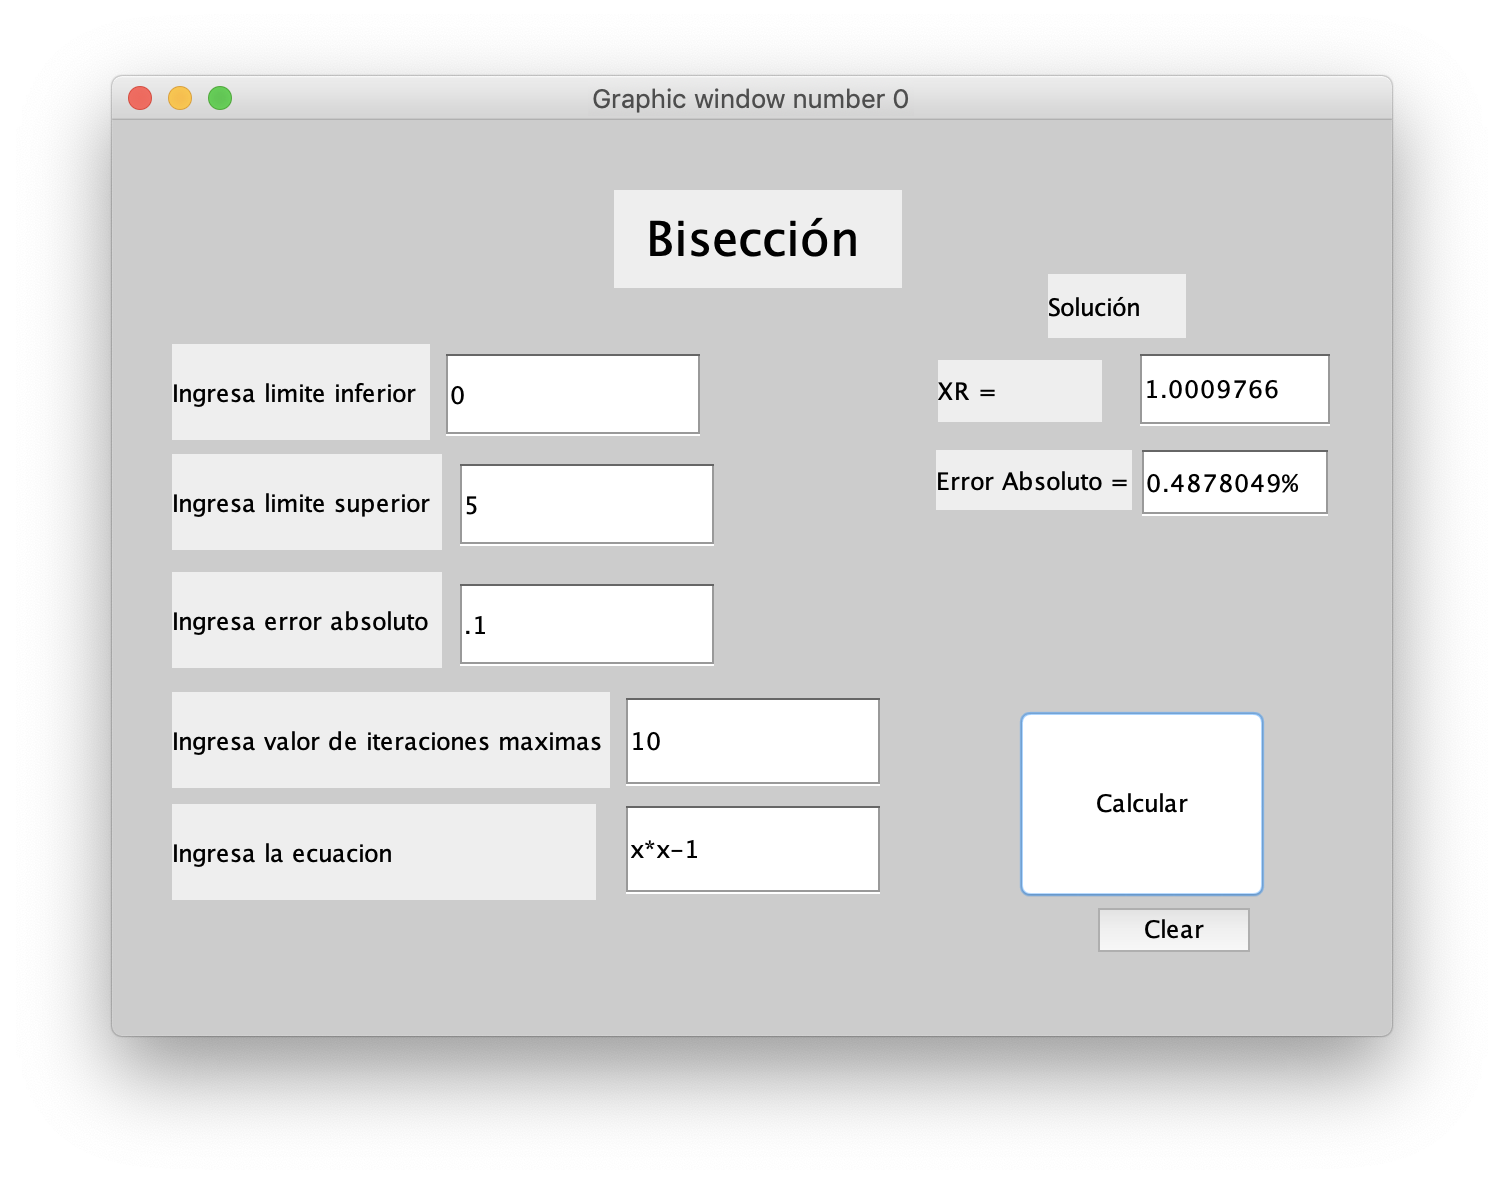 Graphic window number 0
Bisección
Solución
Ingresa limite inferior 0
XR = 1.0009766
Ingresa limite superior 5
Error Absoluto = 0.4878049%
Ingresa error absoluto .1
Ingresa valor de iteraciones maximas 10
Ingresa la ecuacion x*x-1
Calcular
Clear